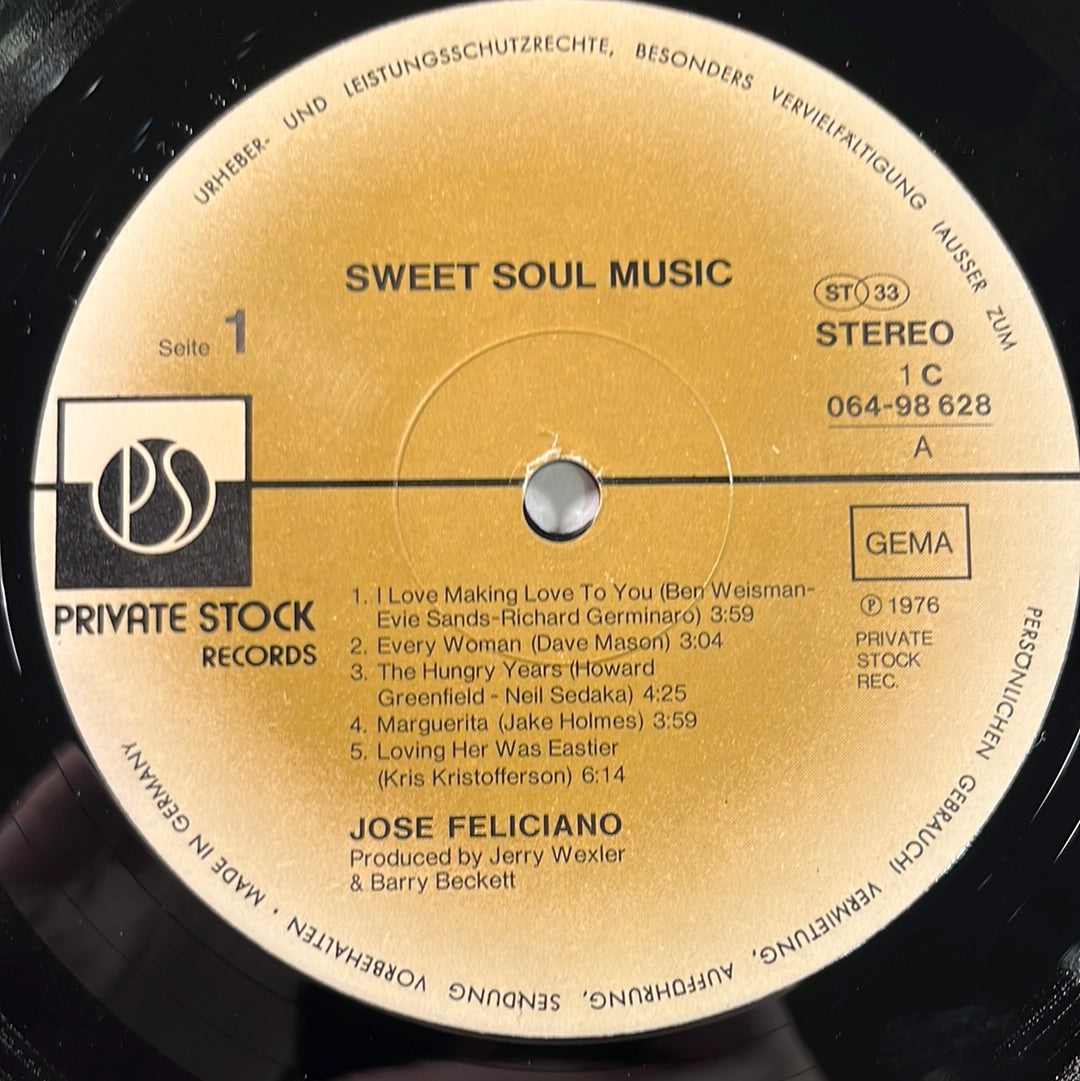 URHEBER- UND LEISTUNGSSCHUTZRECHTE, BESONDERS VERVIELFÄLTIGUNG (AUSSER ZUM
PERSÖNLICHEN GEBRAUCH) VERMIETUNG, AUFFÜHRUNG, SENDUNG VORBEHALTEN · MADE IN GERMANY
SWEET SOUL MUSIC
Seite 1
ST 33
STEREO
1 C
064-98 628
A
PS
PRIVATE STOCK
RECORDS
GEMA
℗ 1976
PRIVATE
STOCK
REC.
1. I Love Making Love To You (Ben Weisman-
Evie Sands-Richard Germinaro) 3:59
2. Every Woman (Dave Mason) 3:04
3. The Hungry Years (Howard
Greenfield - Neil Sedaka) 4:25
4. Marguerita (Jake Holmes) 3:59
5. Loving Her Was Eastier
(Kris Kristofferson) 6:14
JOSE FELICIANO
Produced by Jerry Wexler
& Barry Beckett